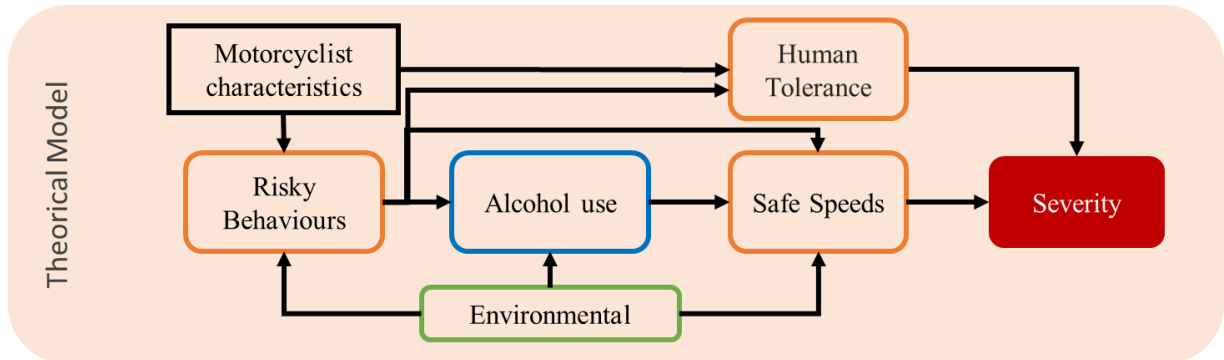 Theorical Model
Motorcyclist
characteristics
Human
Tolerance
Risky
Behaviours
Alcohol use
Safe Speeds
Severity
Environmental